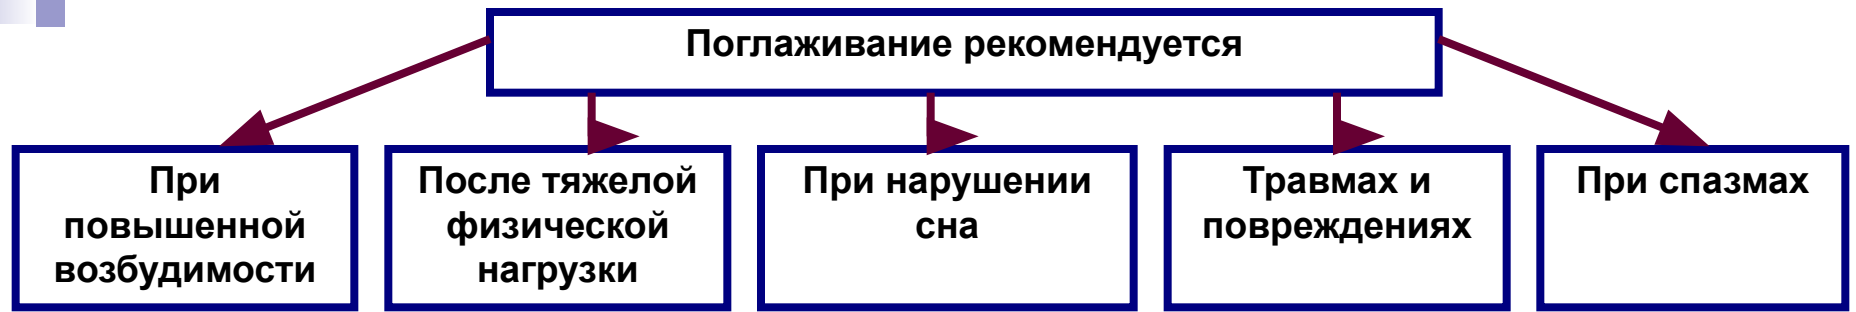 Поглаживание рекомендуется
При
повышенной
возбудимости
После тяжелой
физической
нагрузки
При нарушении
сна
Травмах и
повреждениях
При спазмах